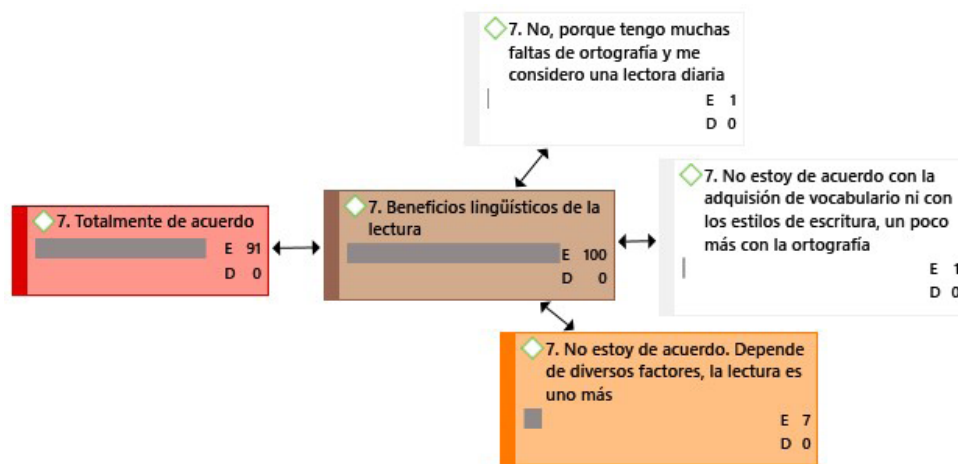 7. No, porque tengo muchas
faltas de ortografía y me
considero una lectora diaria
E 1
D 0
7. No estoy de acuerdo con la
adquisión de vocabulario ni con
los estilos de escritura, un poco
más con la ortografía
E 1
D 0
7. Totalmente de acuerdo
E 91
D 0
7. Beneficios lingüísticos de la
lectura
E 100
D 0
7. No estoy de acuerdo. Depende
de diversos factores, la lectura es
uno más
E 7
D 0